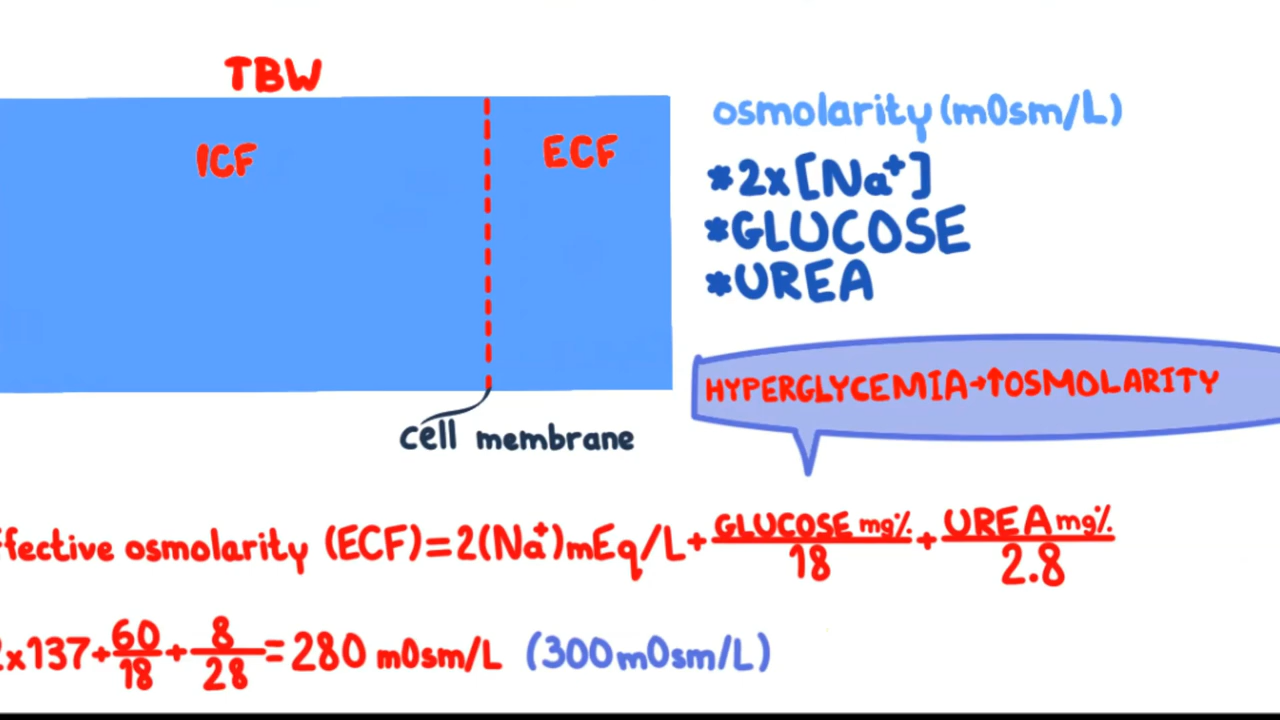 TBW
ICF
ECF
osmolarity (mOsm/L)
*2x[Na⁺]
*GLUCOSE
*UREA
HYPERGLYCEMIA→↑OSMOLARITY
cell membrane
ffective osmolarity (ECF)=2(Na⁺)mEq/L+GLUCOSE mg%/18+UREA mg%/2.8
2x137+60/18+8/28=280 mOsm/L (300mOsm/L)